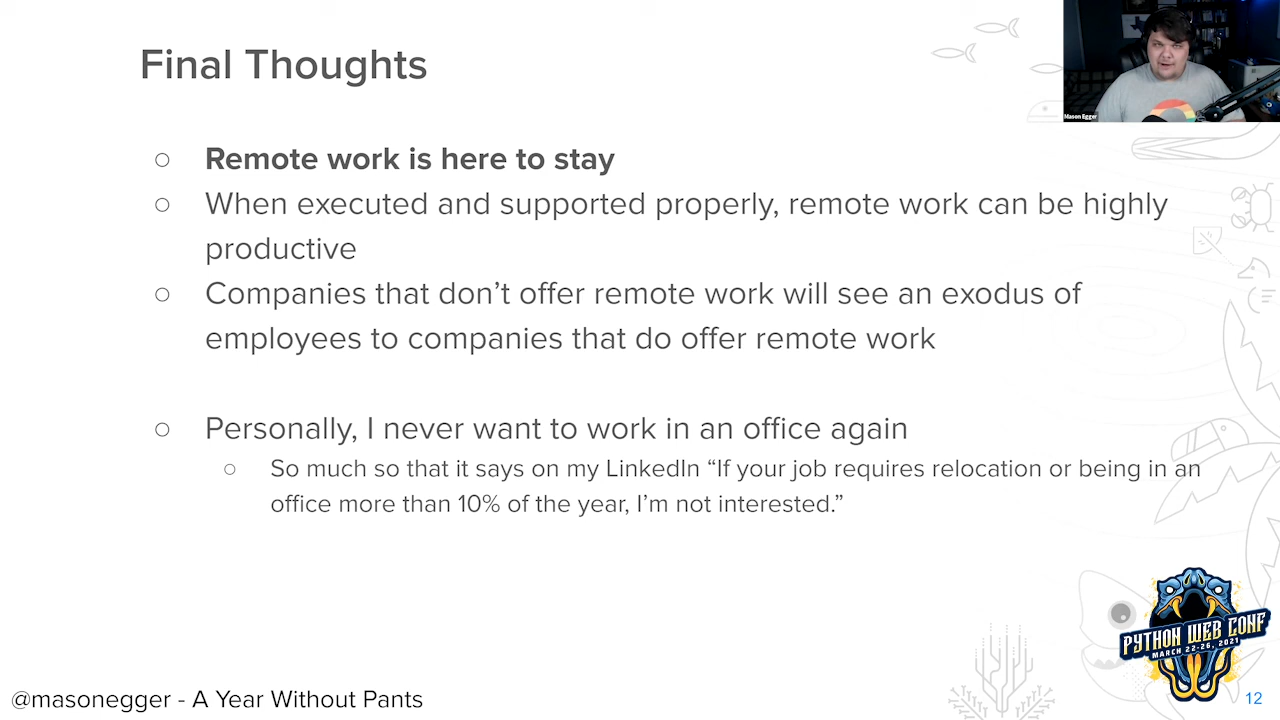 Final Thoughts
Mason Egger
○ Remote work is here to stay
○ When executed and supported properly, remote work can be highly
productive
○ Companies that don’t offer remote work will see an exodus of
employees to companies that do offer remote work
○ Personally, I never want to work in an office again
○ So much so that it says on my LinkedIn “If your job requires relocation or being in an
office more than 10% of the year, I’m not interested.”
PYTHON WEB CONF
MARCH 22-26, 2021
@masonegger - A Year Without Pants
12